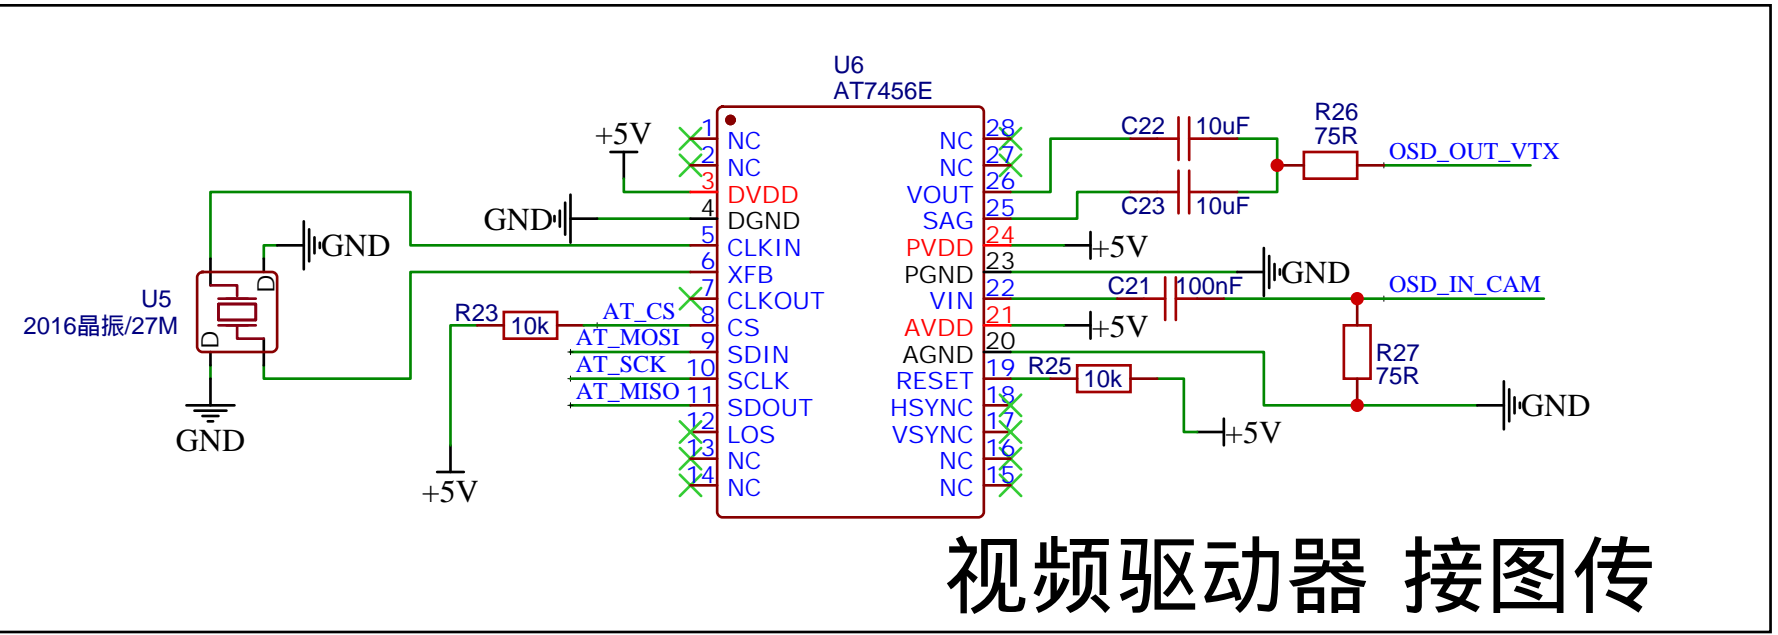 U6
AT7456E
+5V
GND
GND
U5
2016晶振/27M
D
D
GND
R23
10k
+5V
AT_CS
AT_MOSI
AT_SCK
AT_MISO
1 NC
2 NC
3 DVDD
4 DGND
5 CLKIN
6 XFB
7 CLKOUT
8 CS
9 SDIN
10 SCLK
11 SDOUT
12 LOS
13 NC
14 NC
NC 28
NC 27
VOUT 26
SAG 25
PVDD 24
PGND 23
VIN 22
AVDD 21
AGND 20
RESET 19
HSYNC 18
VSYNC 17
NC 16
NC 15
C22 10uF
C23 10uF
R26
75R
OSD_OUT_VTX
+5V
GND
C21 100nF
OSD_IN_CAM
+5V
R27
75R
R25
10k
GND
+5V
视频驱动器 接图传